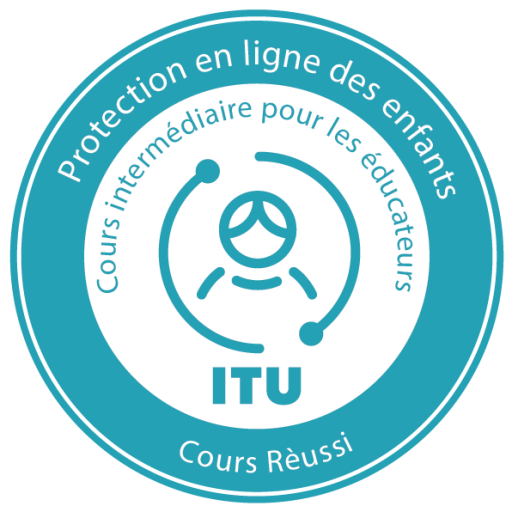 Protection en ligne des enfants
Cours intermédiaire pour les éducateurs
ITU
Cours Rèussi